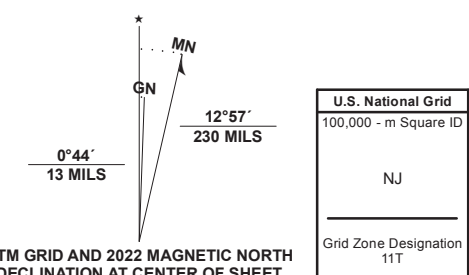 ★
MN
GN
12°57´
230 MILS
0°44´
13 MILS
TM GRID AND 2022 MAGNETIC NORTH
DECLINATION AT CENTER OF SHEET
U.S. National Grid
100,000 - m Square ID
NJ
Grid Zone Designation
11T